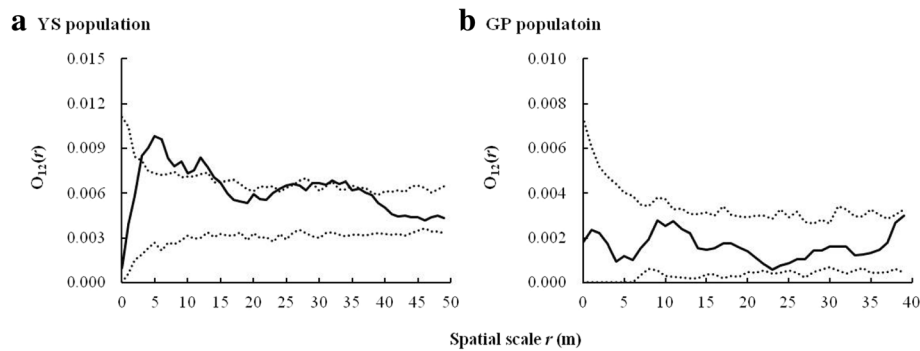 a YS population
b GP populatoin
0.015
0.012
0.009
0.006
0.003
0.000
O12(r)
0 5 10 15 20 25 30 35 40 45 50
0.010
0.008
0.006
0.004
0.002
0.000
O12(r)
0 5 10 15 20 25 30 35 40
Spatial scale r (m)